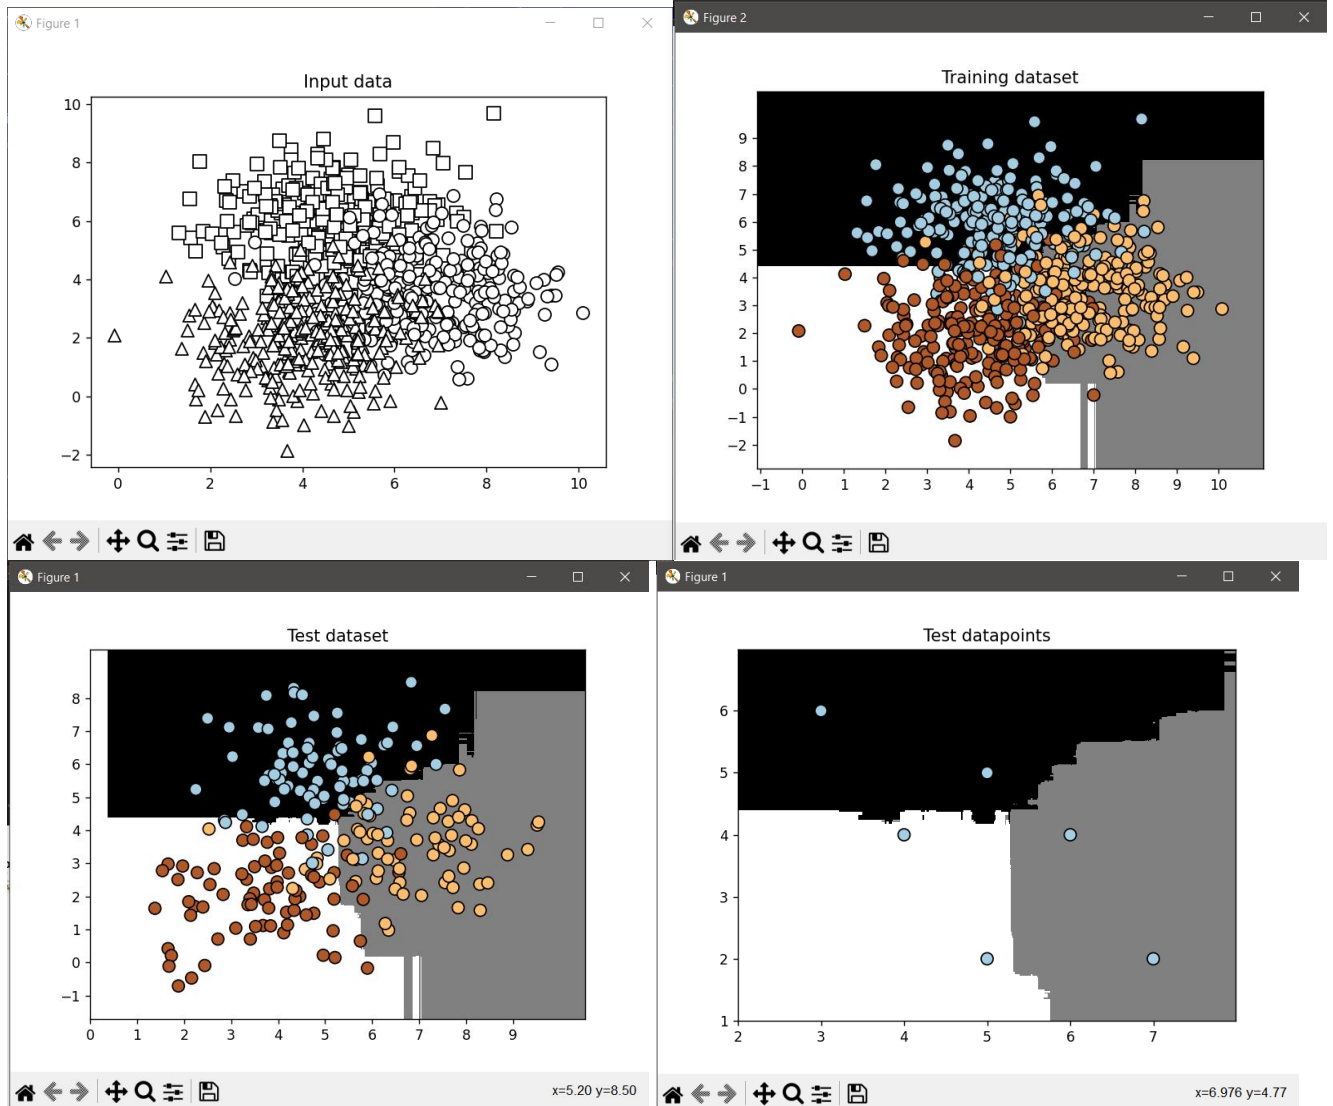 Figure 1
Input data
10
8
6
4
2
0
−2
0 2 4 6 8 10
Figure 2
Training dataset
9
8
7
6
5
4
3
2
1
0
−1
−2
−1 0 1 2 3 4 5 6 7 8 9 10
Figure 1
Test dataset
8
7
6
5
4
3
2
1
0
−1
0 1 2 3 4 5 6 7 8 9
x=5.20 y=8.50
Figure 1
Test datapoints
6
5
4
3
2
1
2 3 4 5 6 7
x=6.976 y=4.77